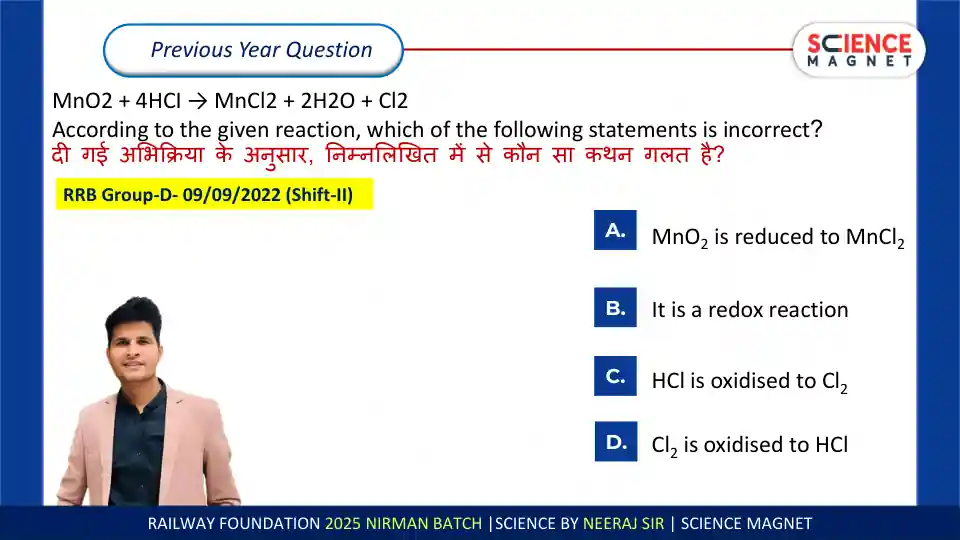 Previous Year Question
SCIENCE
MAGNET
MnO2 + 4HCI → MnCl2 + 2H2O + Cl2
According to the given reaction, which of the following statements is incorrect?
दी गई अभिक्रिया के अनुसार, निम्नलिखित में से कौन सा कथन गलत है?
RRB Group-D- 09/09/2022 (Shift-II)
A. MnO₂ is reduced to MnCl₂
B. It is a redox reaction
C. HCl is oxidised to Cl₂
D. Cl₂ is oxidised to HCl
RAILWAY FOUNDATION 2025 NIRMAN BATCH |SCIENCE BY NEERAJ SIR | SCIENCE MAGNET